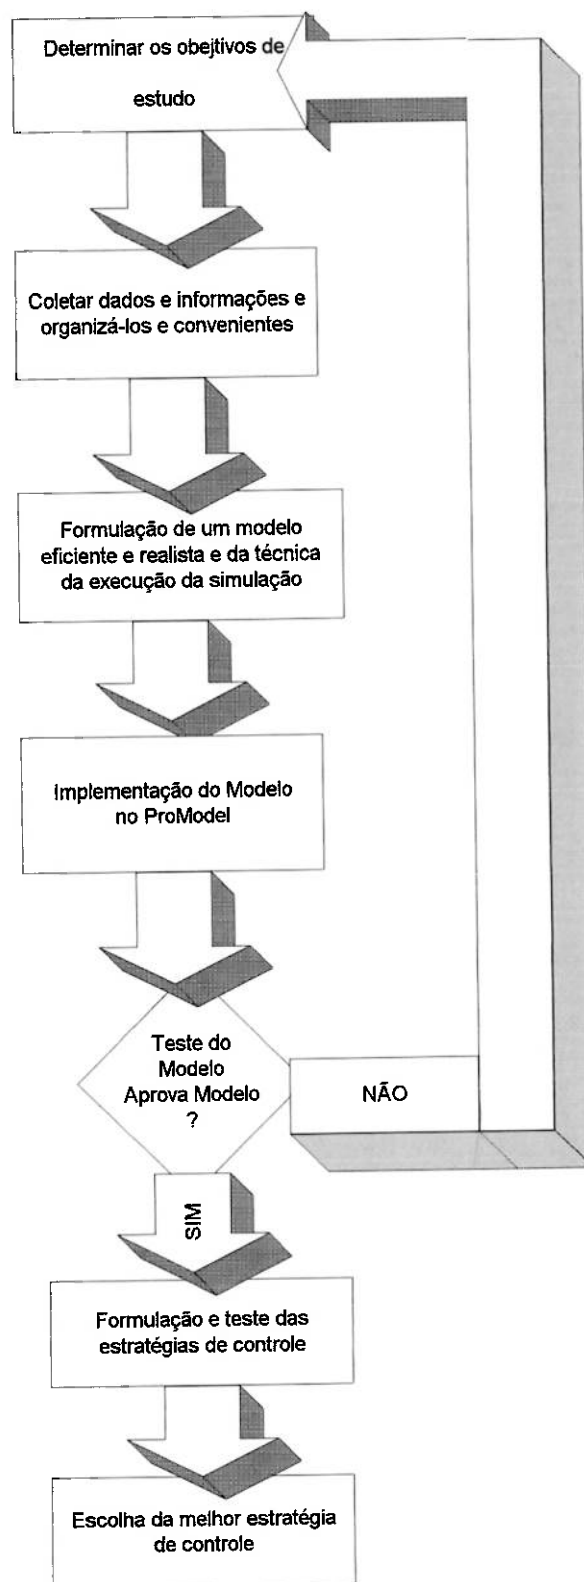 Determinar os obejtivos de
estudo
Coletar dados e informações e
organizá-los e convenientes
Formulação de um modelo
eficiente e realista e da técnica
da execução da simulação
Implementação do Modelo
no ProModel
Teste do
Modelo
Aprova Modelo
?
NÃO
SIM
Formulação e teste das
estratégias de controle
Escolha da melhor estratégia
de controle